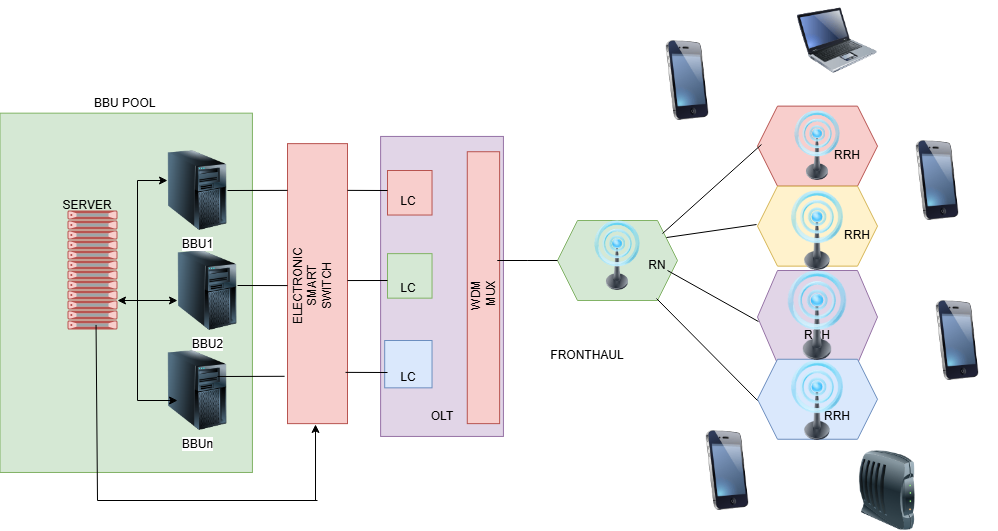 BBU POOL
SERVER
BBU1
BBU2
BBUn
ELECTRONIC
SMART
SWITCH
LC
LC
LC
OLT
WDM
MUX
FRONTHAUL
RN
RRH
RRH
RRH
RRH